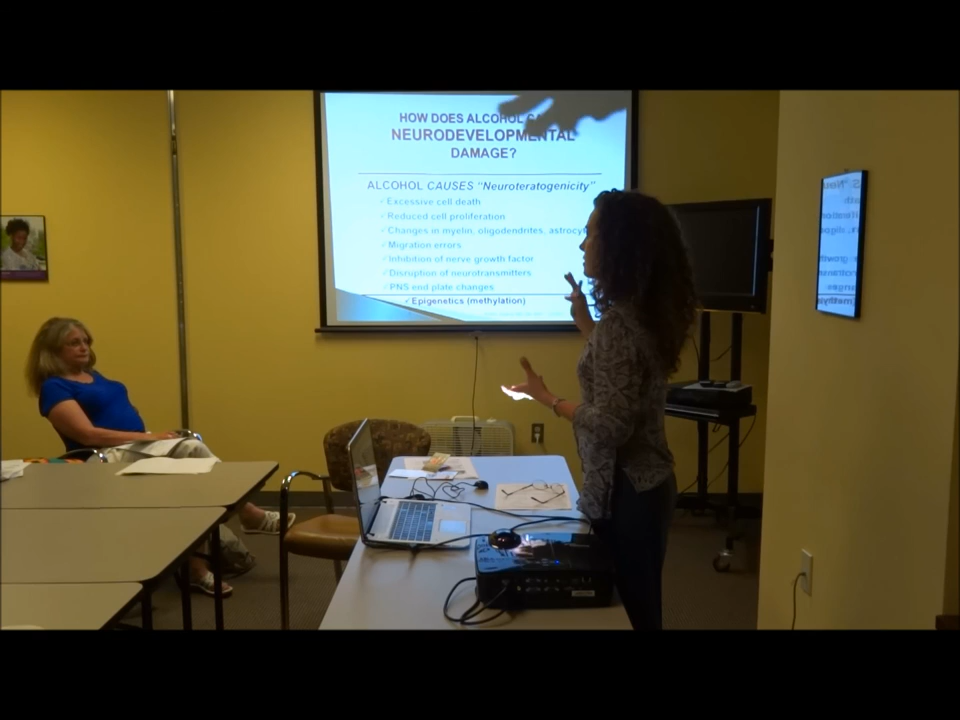 HOW DOES ALCOHOL
NEURODEVELOPMENTAL
DAMAGE?
ALCOHOL CAUSES "Neuroteratogenicity"
✓Excessive cell death
✓Reduced cell proliferation
✓Changes in myelin, oligodendrites,
✓Migration errors
✓Inhibition of nerve growth factor
✓Disruption of neurotransmitters
✓PNS end plate changes
✓Epigenetics (methylation)